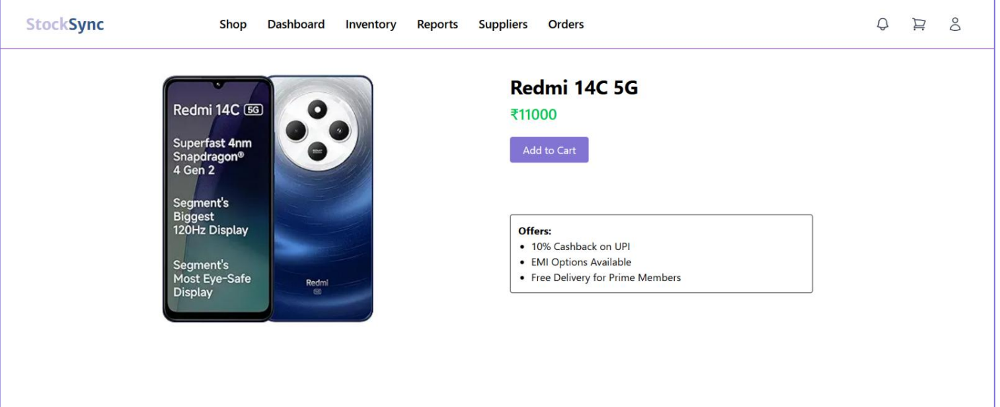 StockSync
Shop Dashboard Inventory Reports Suppliers Orders
Redmi 14C 5G
Superfast 4nm
Snapdragon®
4 Gen 2
Segment's
Biggest
120Hz Display
Segment's
Most Eye-Safe
Display
Redmi
5G
Redmi 14C 5G
₹11000
Add to Cart
Offers:
• 10% Cashback on UPI
• EMI Options Available
• Free Delivery for Prime Members